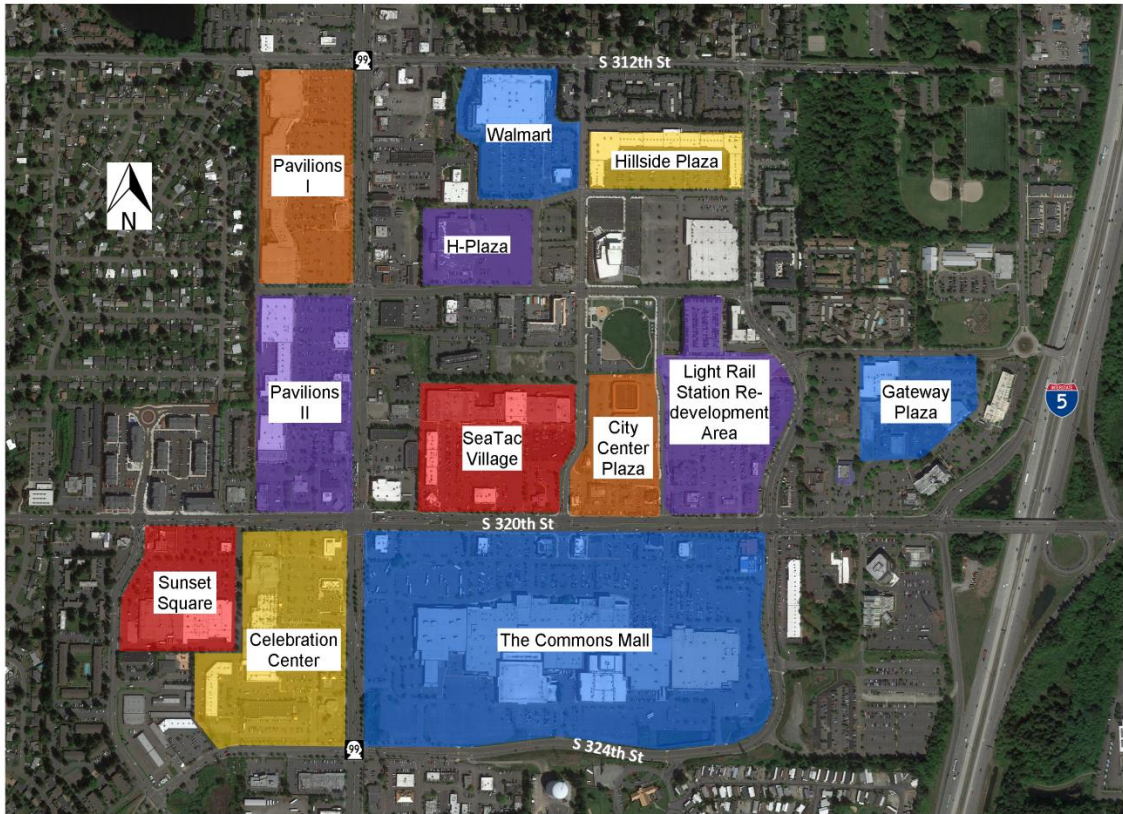 99
S 312th St
Walmart
Hillside Plaza
Pavilions
I
N
H-Plaza
Pavilions
II
SeaTac
Village
City
Center
Plaza
Light Rail
Station Re-
development
Area
Gateway
Plaza
5
S 320th St
Sunset
Square
Celebration
Center
The Commons Mall
99
S 324th St